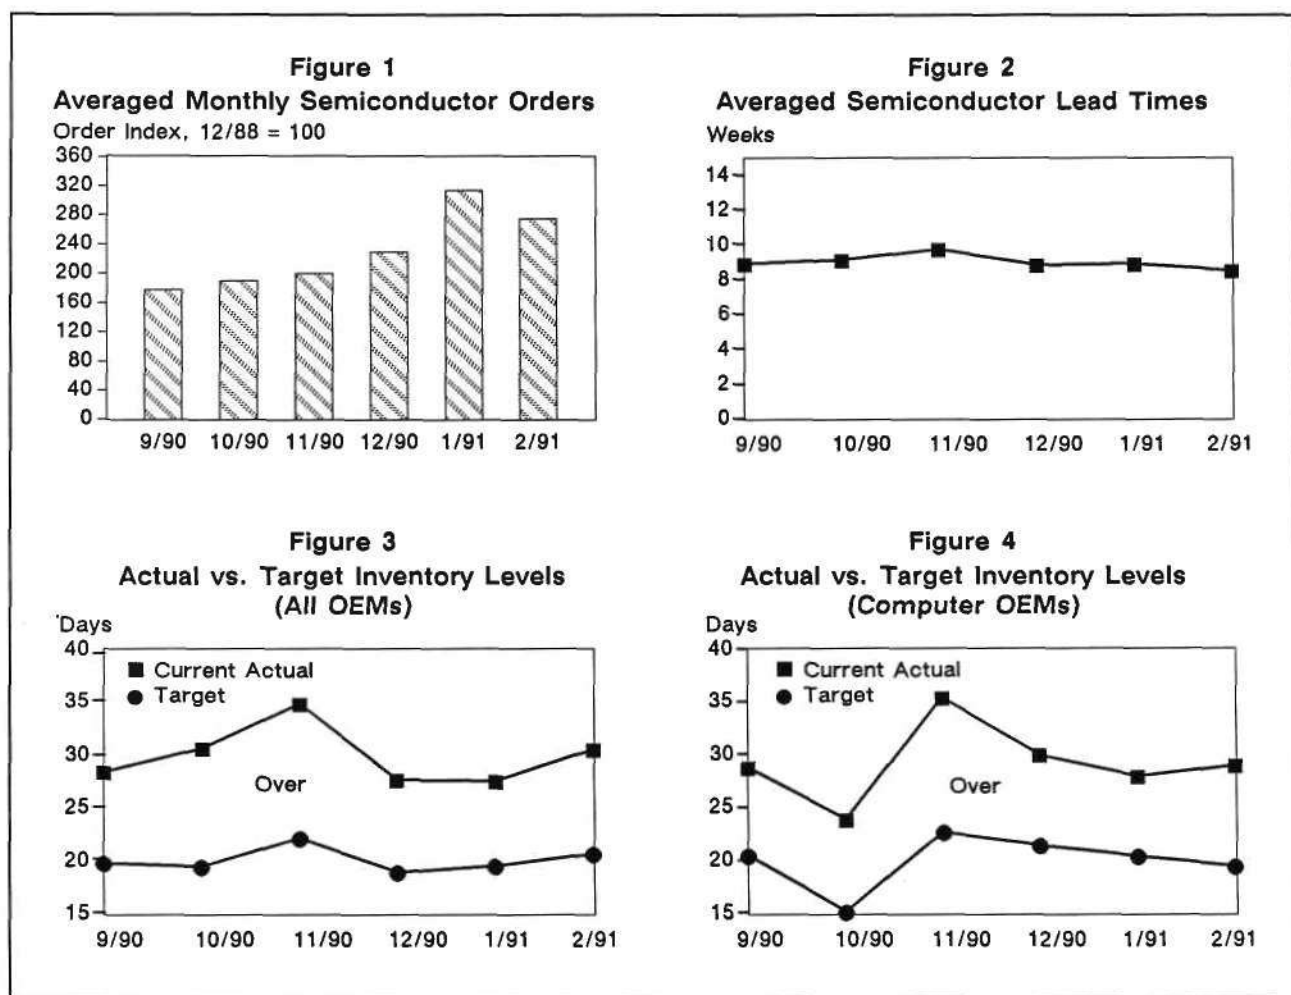 Figure 1
Averaged Monthly Semiconductor Orders
Order Index, 12/88 = 100
360
320
280
240
200
160
120
80
40
0
9/90 10/90 11/90 12/90 1/91 2/91
Figure 2
Averaged Semiconductor Lead Times
Weeks
14
12
10
8
6
4
2
0
9/90 10/90 11/90 12/90 1/91 2/91
Figure 3
Actual vs. Target Inventory Levels
(All OEMs)
Days
40
35
30
25
20
15
Current Actual
Target
Over
9/90 10/90 11/90 12/90 1/91 2/91
Figure 4
Actual vs. Target Inventory Levels
(Computer OEMs)
Days
40
35
30
25
20
15
Current Actual
Target
Over
9/90 10/90 11/90 12/90 1/91 2/91